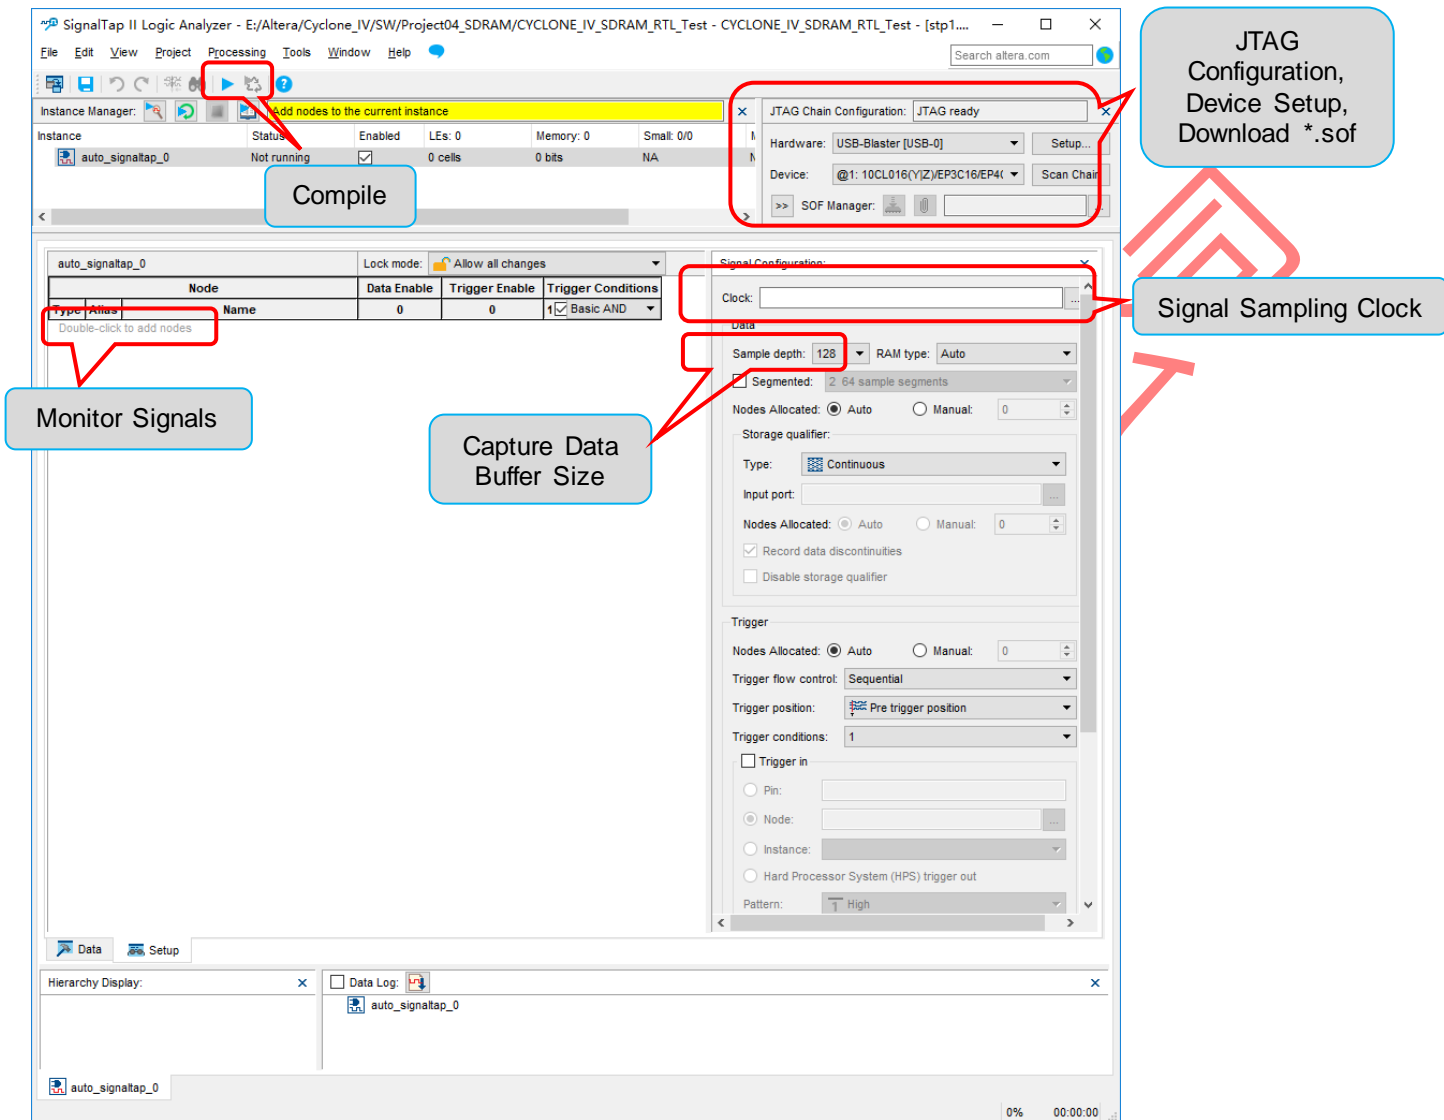 SignalTap II Logic Analyzer - E:/Altera/Cyclone_IV/SW/Project04_SDRAM/CYCLONE_IV_SDRAM_RTL_Test - CYCLONE_IV_SDRAM_RTL_Test - [stp1....
File Edit View Project Processing Tools Window Help
Search altera.com
JTAG
Configuration,
Device Setup,
Download *.sof
Instance Manager: Add nodes to the current instance
JTAG Chain Configuration: JTAG ready
Instance Status Enabled LEs: 0 Memory: 0 Small: 0/0
auto_signaltap_0 Not running 0 cells 0 bits NA
Hardware: USB-Blaster [USB-0] Setup...
Device: @1: 10CL016(Y|Z)/EP3C16/EP4( Scan Chain
>> SOF Manager: ...
Compile
auto_signaltap_0 Lock mode: Allow all changes
Signal Configuration:
Node Data Enable Trigger Enable Trigger Conditions
Type Alias Name 0 0 1 Basic AND
Double-click to add nodes
Clock: ...
Signal Sampling Clock
Data
Sample depth: 128 RAM type: Auto
Segmented: 2 64 sample segments
Nodes Allocated: Auto Manual: 0
Monitor Signals
Capture Data
Buffer Size
Storage qualifier:
Type: Continuous
Input port: ...
Nodes Allocated: Auto Manual: 0
Record data discontinuities
Disable storage qualifier
Trigger
Nodes Allocated: Auto Manual: 0
Trigger flow control: Sequential
Trigger position: Pre trigger position
Trigger conditions: 1
Trigger in
Pin:
Node: ...
Instance:
Hard Processor System (HPS) trigger out
Pattern: High
Data Setup
Hierarchy Display:
Data Log:
auto_signaltap_0
auto_signaltap_0
0% 00:00:00